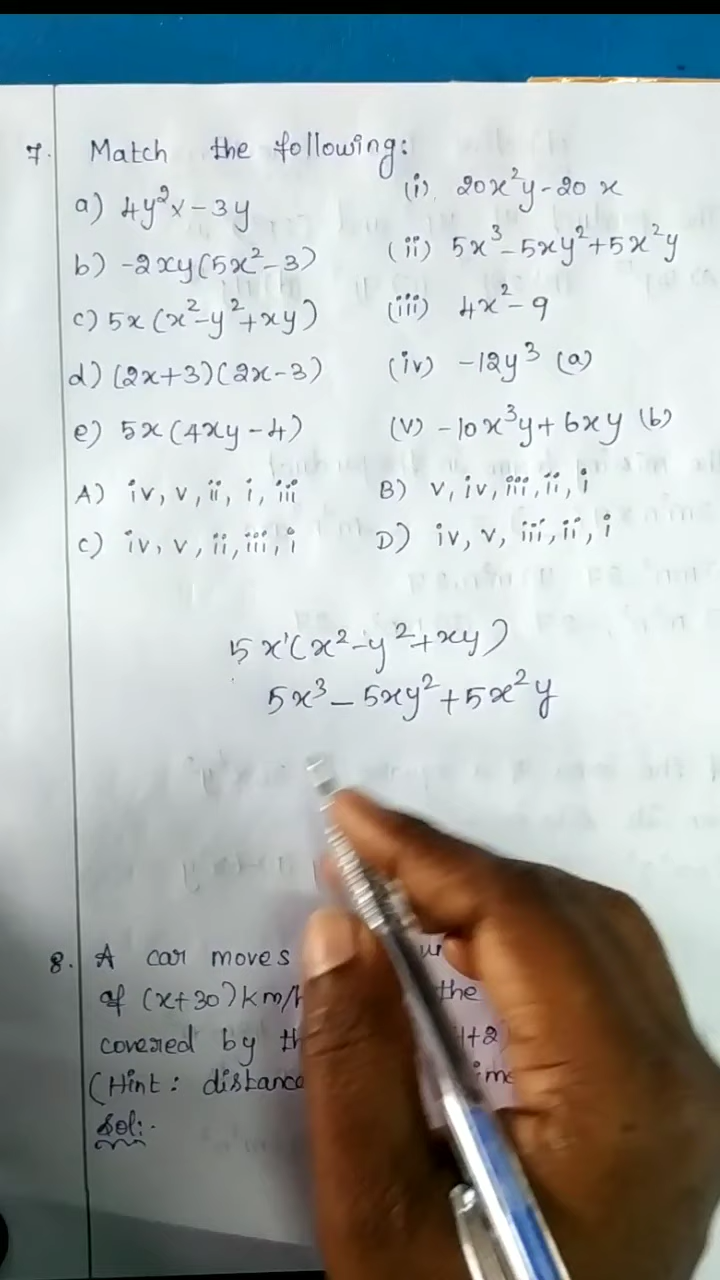 7. Match the following:
a) 4y²x-3y (i) 20x²y-20x
b) -2xy(5x²-3) (ii) 5x³-5xy²+5x²y
c) 5x(x²-y²+xy) (iii) 4x²-9
d) (2x+3)(2x-3) (iv) -12y³ (a)
e) 5x(4xy-4) (v) -10x³y+6xy (b)
A) iv, v, ii, i, iii B) v, iv, iii, ii, i
C) iv, v, ii, iii, i D) iv, v, iii, ii, i
5x¹(x²-y²+xy)
5x³-5xy²+5x²y
8. A car moves
of (x+30)km/h the
covered by +2)
(Hint: distance
Sol:-